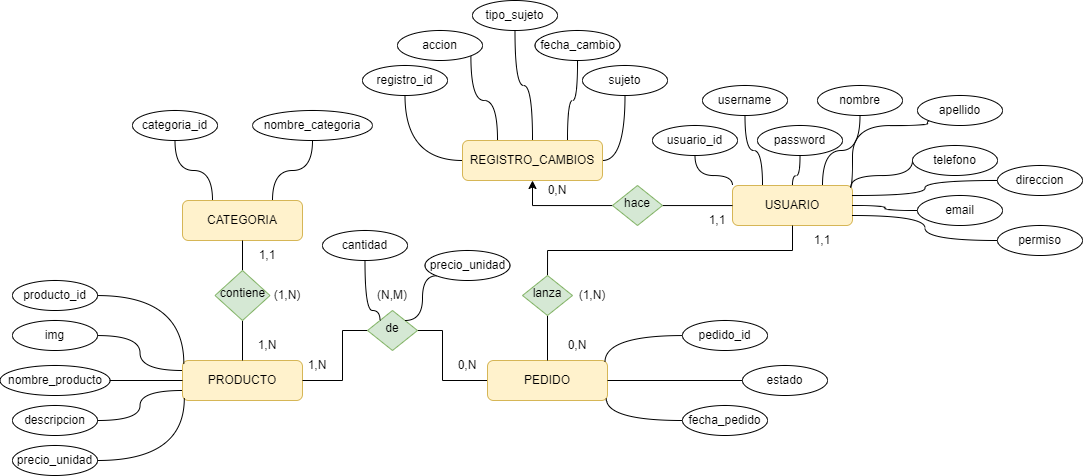 tipo_sujeto
accion
fecha_cambio
registro_id
sujeto
username
nombre
apellido
categoria_id
nombre_categoria
usuario_id
password
REGISTRO_CAMBIOS
telefono
direccion
0,N
hace
1,1
USUARIO
email
permiso
CATEGORIA
1,1
cantidad
1,1
precio_unidad
contiene
(1,N)
(N,M)
lanza
(1,N)
producto_id
img
de
pedido_id
1,N
1,N
0,N
0,N
nombre_producto
PRODUCTO
PEDIDO
estado
descripcion
fecha_pedido
precio_unidad